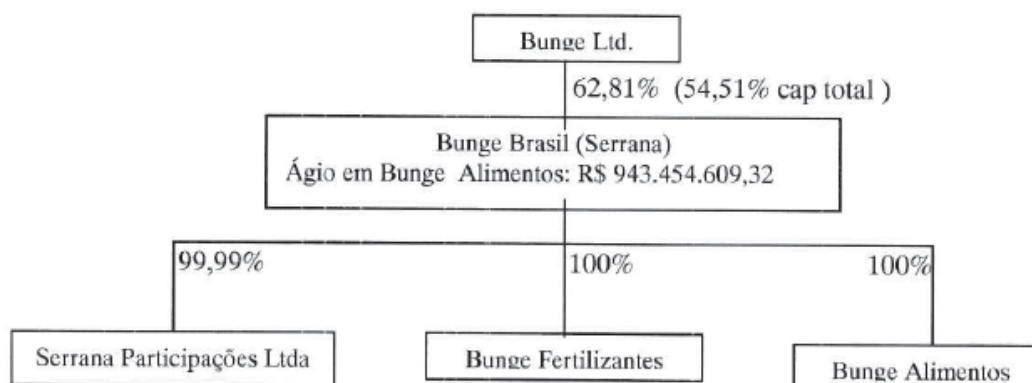 Bunge Ltd.
62,81% (54,51% cap total )
Bunge Brasil (Serrana)
Ágio em Bunge Alimentos: R$ 943.454.609,32
99,99%
100%
100%
Serrana Participações Ltda
Bunge Fertilizantes
Bunge Alimentos